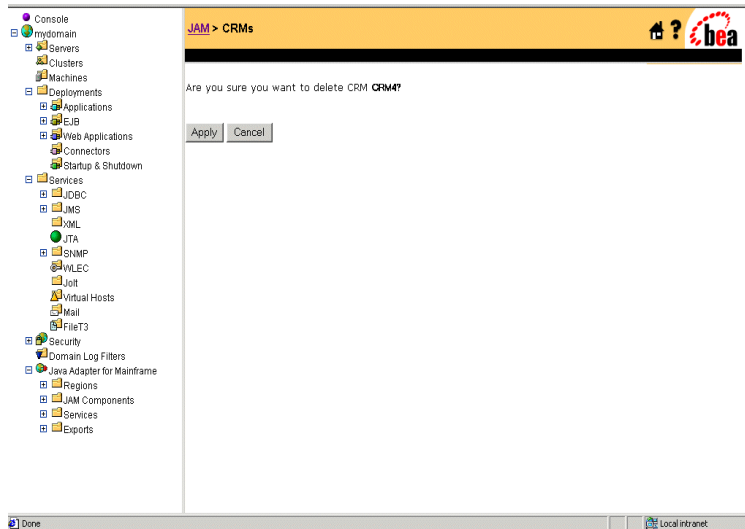 Console
mydomain
Servers
Clusters
Machines
Deployments
Applications
EJB
Web Applications
Connectors
Startup & Shutdown
Services
JDBC
JMS
XML
JTA
SNMP
WLEC
Jolt
Virtual Hosts
Mail
FileT3
Security
Domain Log Filters
Java Adapter for Mainframe
Regions
JAM Components
Services
Exports
JAM > CRMs
?
bea
Are you sure you want to delete CRM CRM4?
Apply Cancel
Done
Local intranet